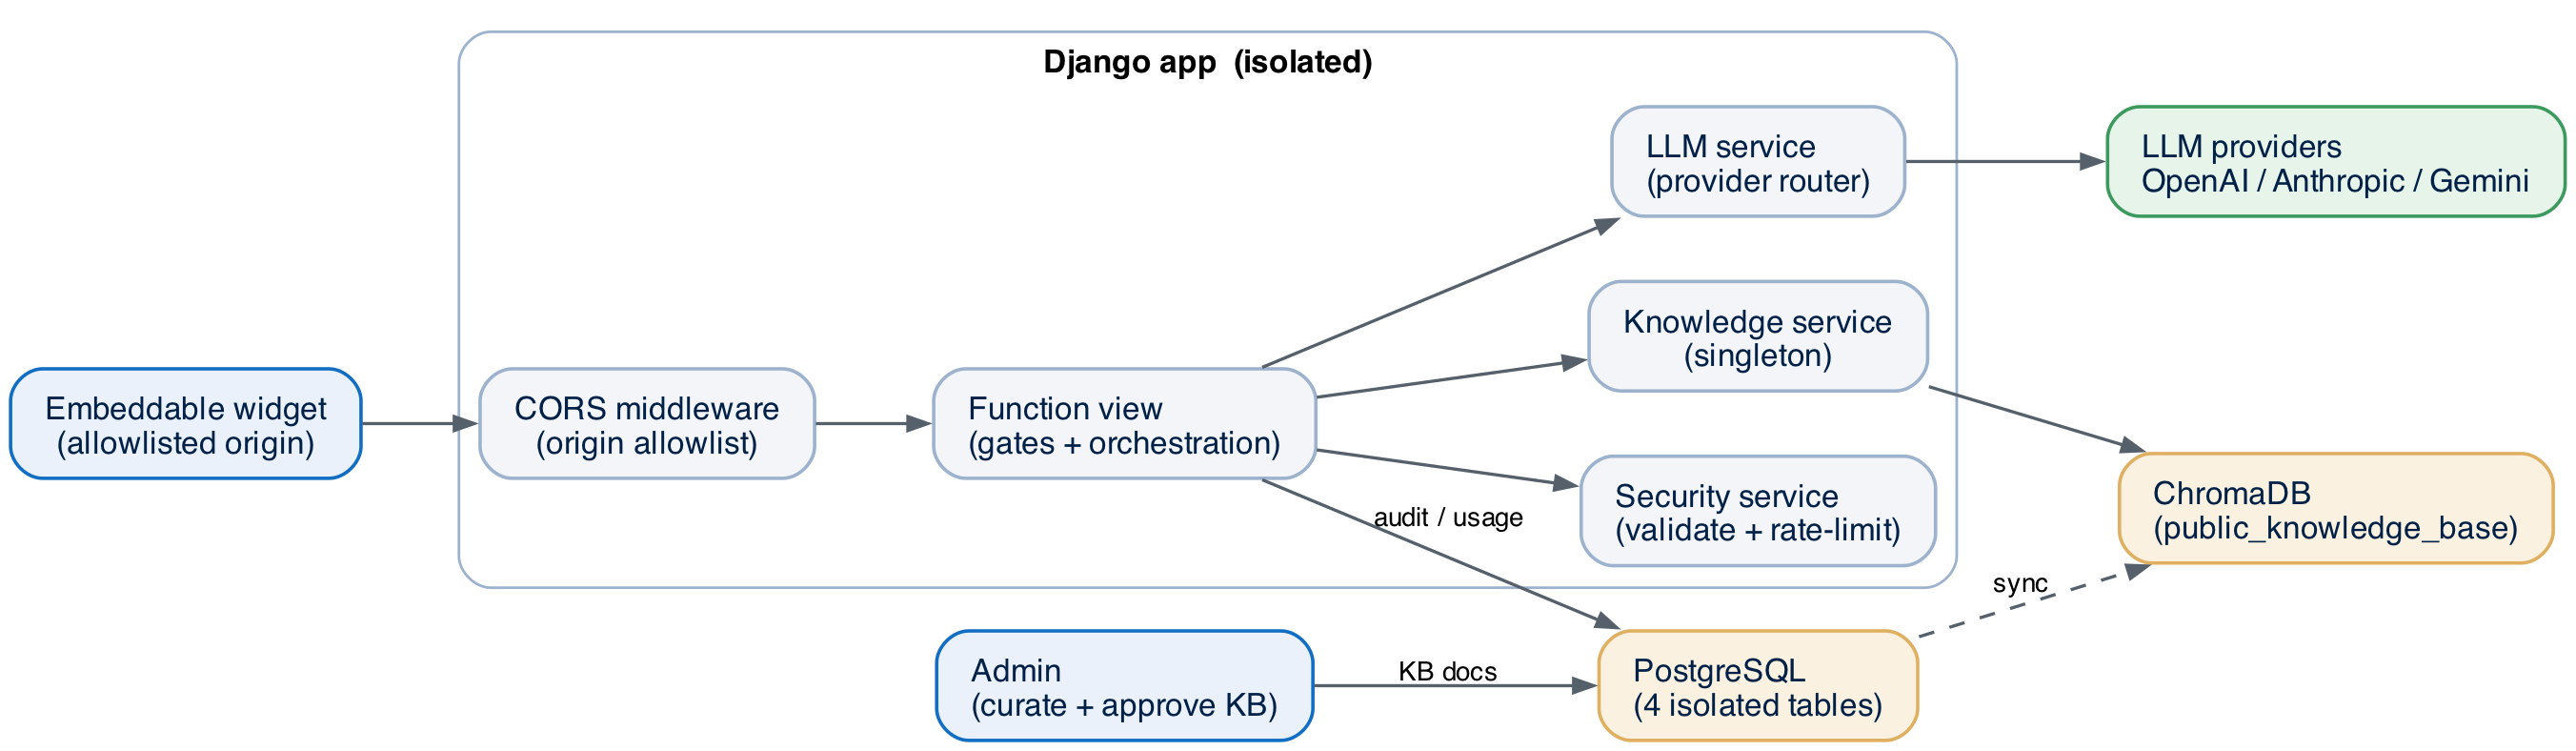 Django app  (isolated)
LLM service
(provider router)
LLM providers
OpenAI / Anthropic / Gemini
Knowledge service
(singleton)
Embeddable widget
(allowlisted origin)
CORS middleware
(origin allowlist)
Function view
(gates + orchestration)
Security service
(validate + rate-limit)
ChromaDB
(public_knowledge_base)
audit / usage
sync
Admin
(curate + approve KB)
KB docs
PostgreSQL
(4 isolated tables)